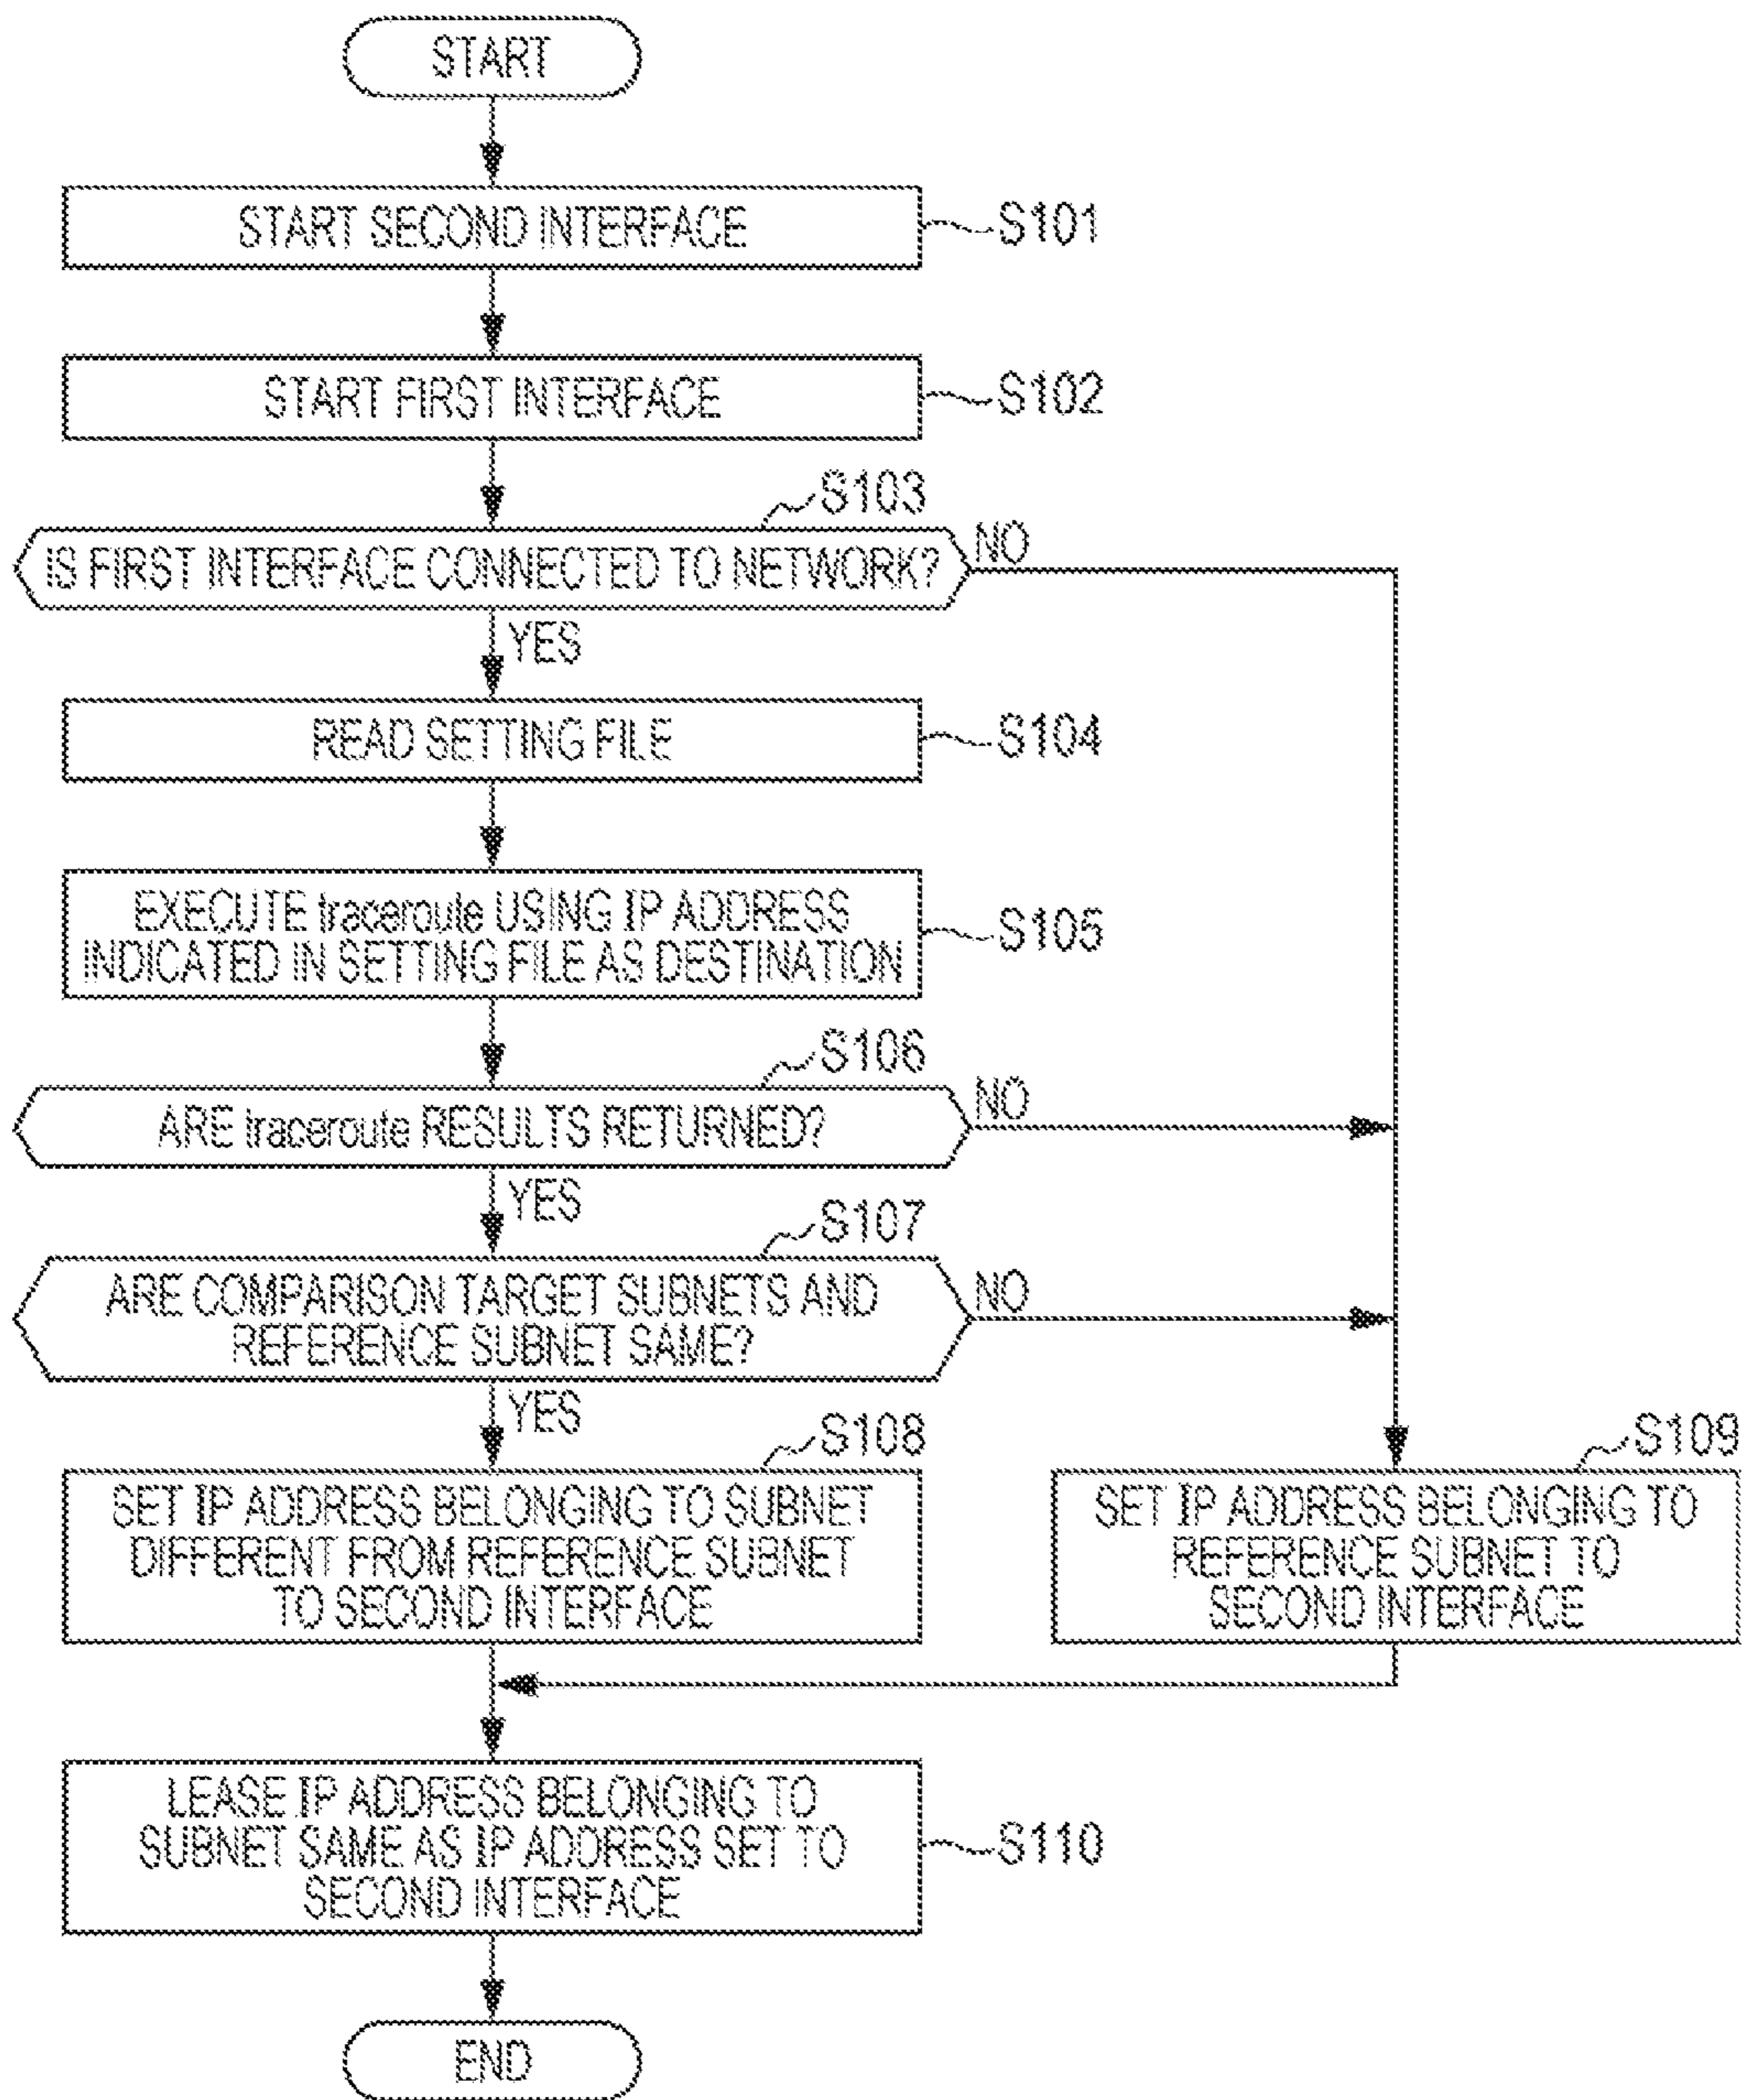 START
START SECOND INTERFACE
S101
START FIRST INTERFACE
S102
S103
IS FIRST INTERFACE CONNECTED TO NETWORK?
NO
YES
READ SETTING FILE
S104
EXECUTE traceroute USING IP ADDRESS
INDICATED IN SETTING FILE AS DESTINATION
S105
S106
ARE traceroute RESULTS RETURNED?
NO
YES
S107
ARE COMPARISON TARGET SUBNETS AND
REFERENCE SUBNET SAME?
NO
YES
S108
SET IP ADDRESS BELONGING TO SUBNET
DIFFERENT FROM REFERENCE SUBNET
TO SECOND INTERFACE
S109
SET IP ADDRESS BELONGING TO
REFERENCE SUBNET TO
SECOND INTERFACE
LEASE IP ADDRESS BELONGING TO
SUBNET SAME AS IP ADDRESS SET TO
SECOND INTERFACE
S110
END